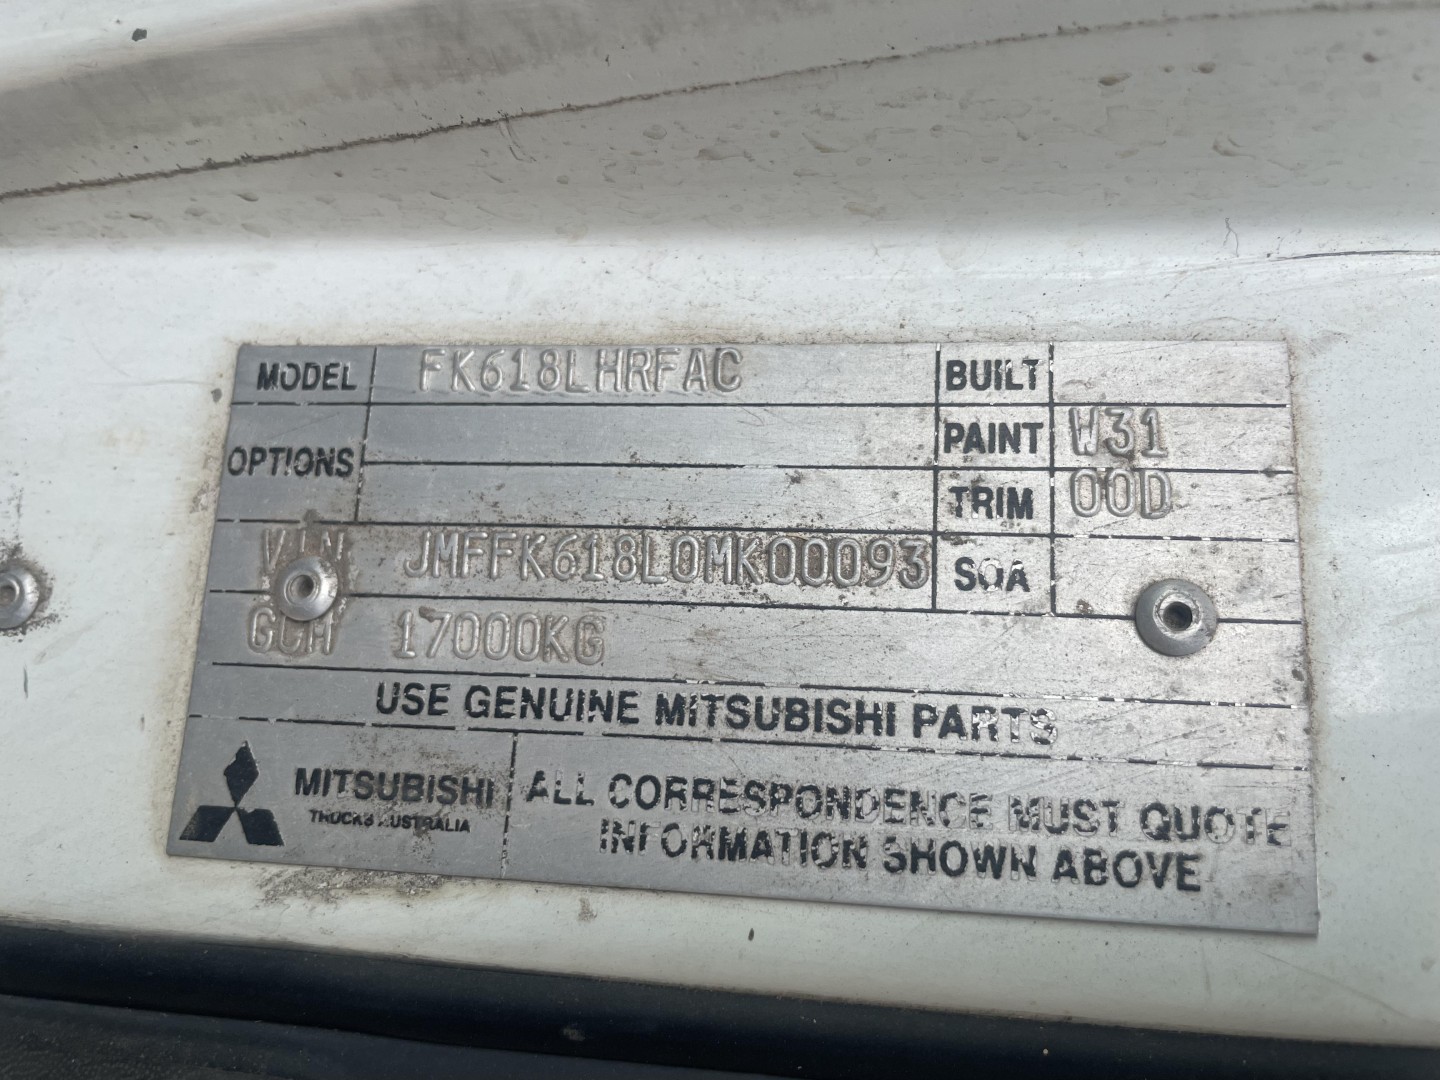 MODEL FK618LHRFAC BUILT
PAINT W31
OPTIONS
TRIM 00D
VIN JMFFK618L0MK00093 SOA
GCM 17000KG
USE GENUINE MITSUBISHI PARTS
MITSUBISHI
TRUCKS AUSTRALIA
ALL CORRESPONDENCE MUST QUOTE
INFORMATION SHOWN ABOVE